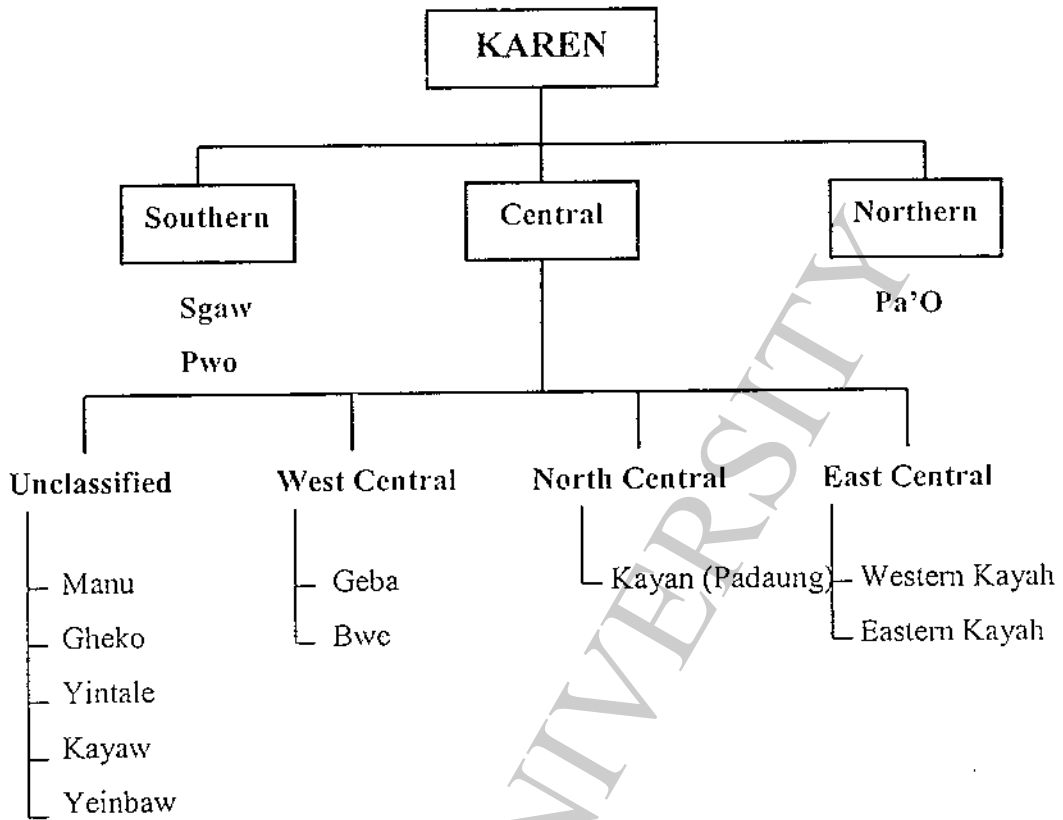 KAREN
Southern
Central
Northern
Sgaw
Pwo
Pa'O
Unclassified
West Central
North Central
East Central
Manu
Gheko
Yintale
Kayaw
Yeinbaw
Geba
Bwe
Kayan (Padaung)
Western Kayah
Eastern Kayah
UNIVERSITY